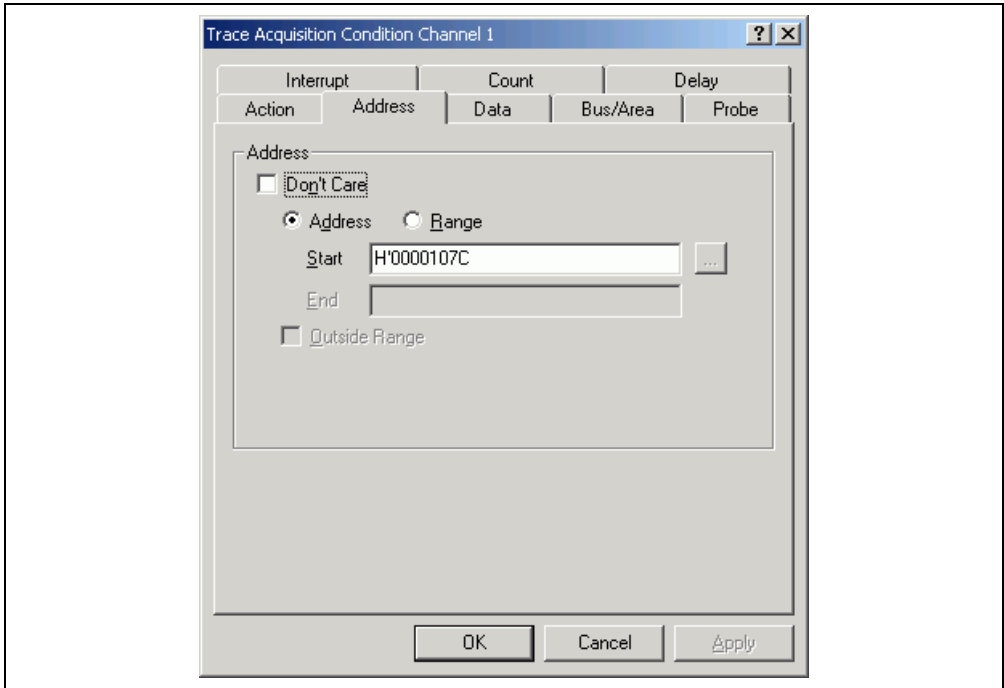 Trace Acquisition Condition Channel 1
Interrupt Count Delay
Action Address Data Bus/Area Probe
Address
Don't Care
Address Range
Start H'0000107C ...
End
Outside Range
OK Cancel Apply